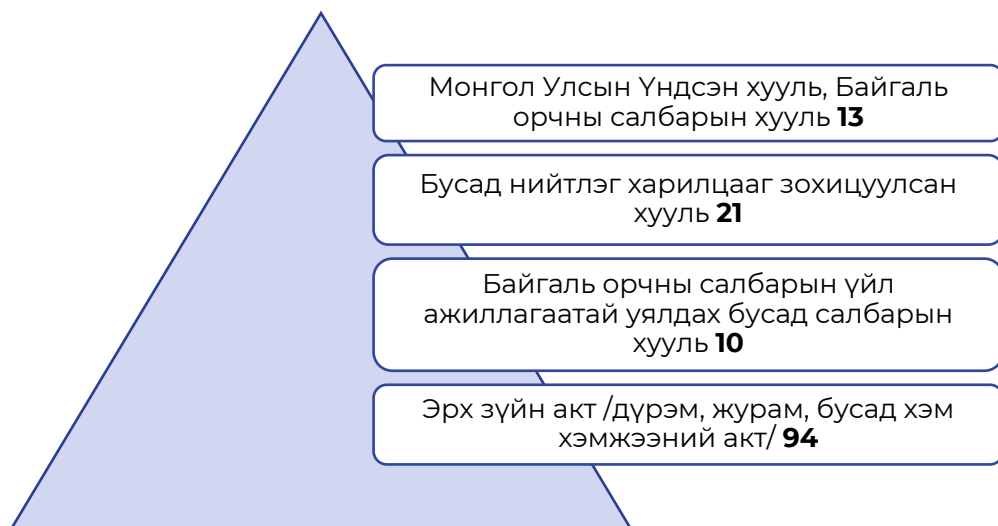 Монгол Улсын Үндсэн хууль, Байгаль
орчны салбарын хууль 13
Бусад нийтлэг харилцааг зохицуулсан
хууль 21
Байгаль орчны салбарын үйл
ажиллагаатай уялдах бусад салбарын
хууль 10
Эрх зүйн акт /дүрэм, журам, бусад хэм
хэмжээний акт/ 94